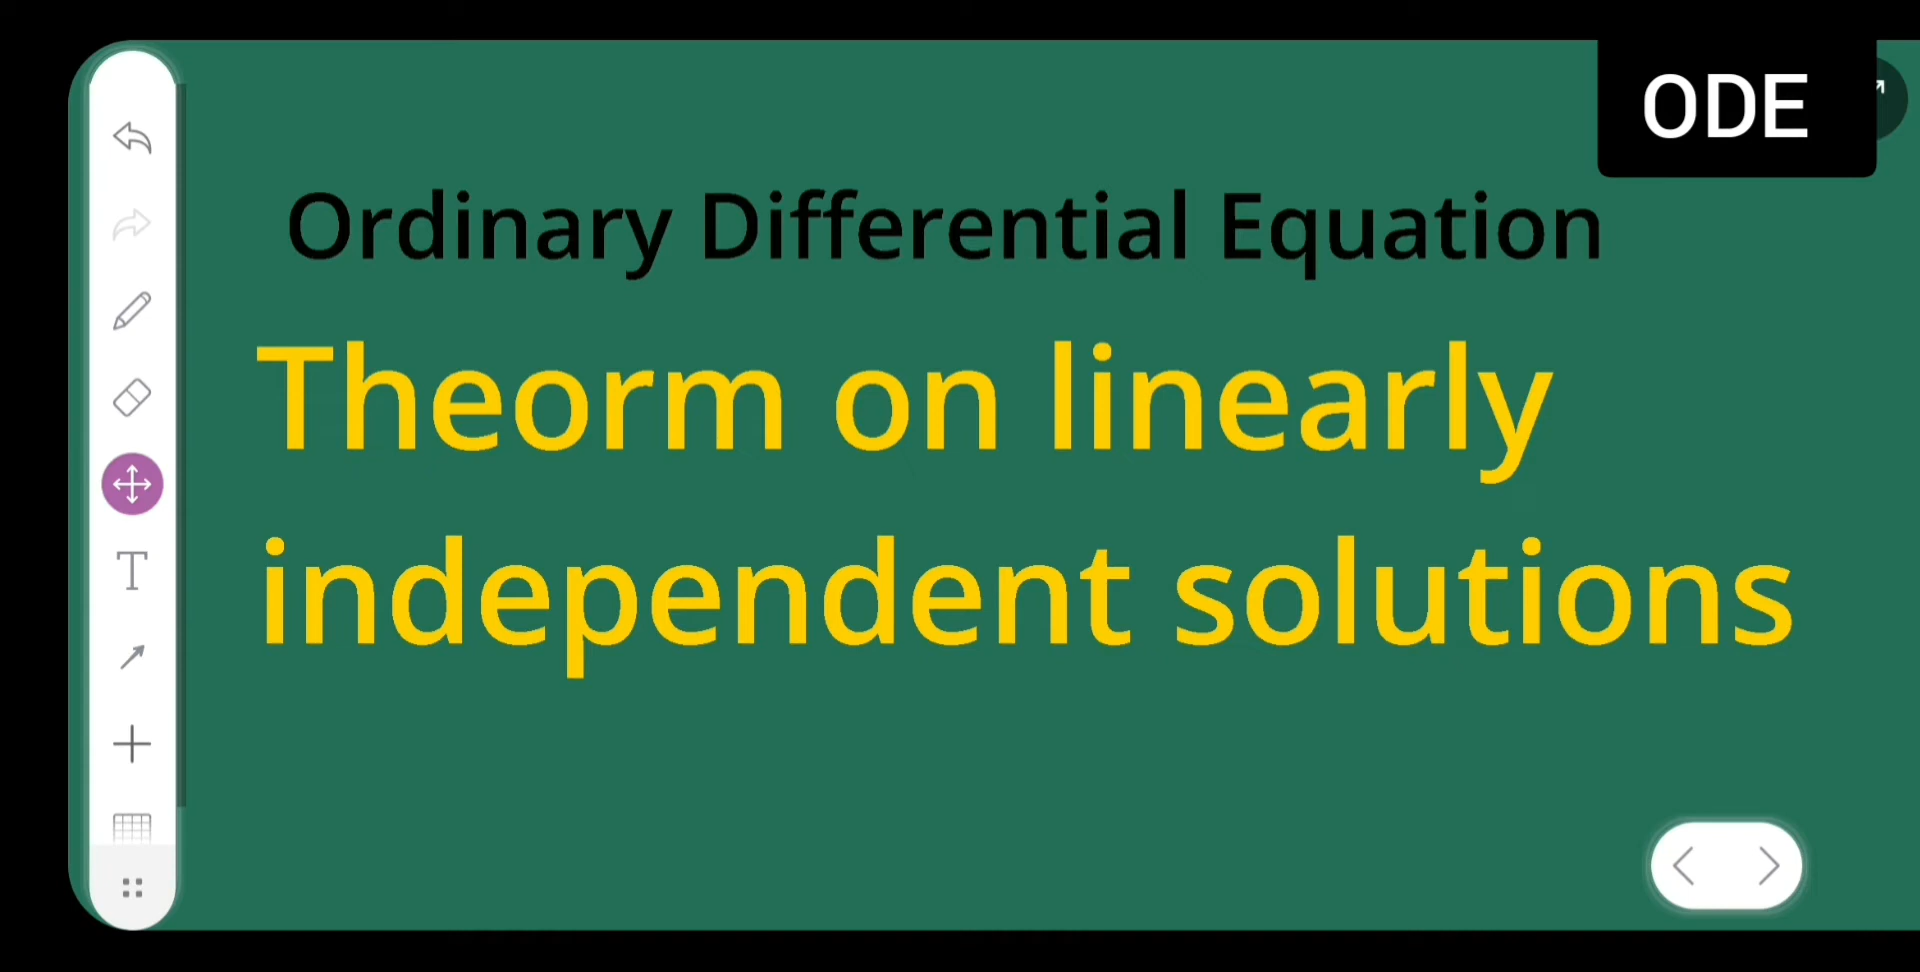 ODE
Ordinary Differential Equation
Theorm on linearly
independent solutions